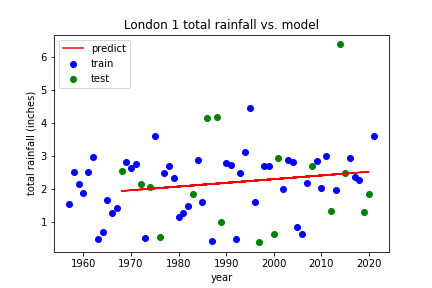 London 1 total rainfall vs. model
predict
train
test
total rainfall (inches)
6
5
4
3
2
1
1960
1970
1980
1990
2000
2010
2020
year